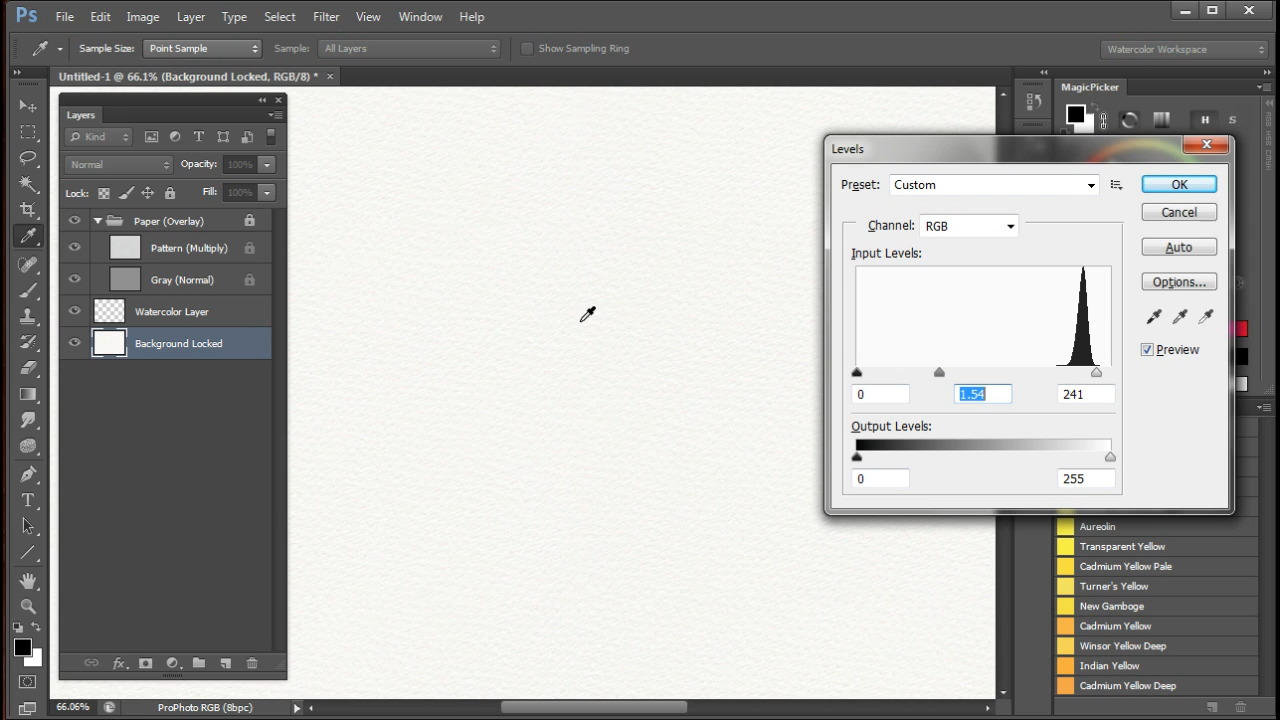 Ps File Edit Image Layer Type Select Filter View Window Help
Sample Size: Point Sample Sample: All Layers Show Sampling Ring Watercolor Workspace
Untitled-1 @ 66.1% (Background Locked, RGB/8) * ×
Layers
Kind
Normal Opacity: 100%
Lock: Fill: 100%
Paper (Overlay)
Pattern (Multiply)
Gray (Normal)
Watercolor Layer
Background Locked
fx
66.06% ProPhoto RGB (8bpc)
MagicPicker
H S
Levels
Preset: Custom
OK
Cancel
Auto
Options...
Preview
Channel: RGB
Input Levels:
0 1.54 241
Output Levels:
0 255
Aureolin
Transparent Yellow
Cadmium Yellow Pale
Turner's Yellow
New Gamboge
Cadmium Yellow
Winsor Yellow Deep
Indian Yellow
Cadmium Yellow Deep